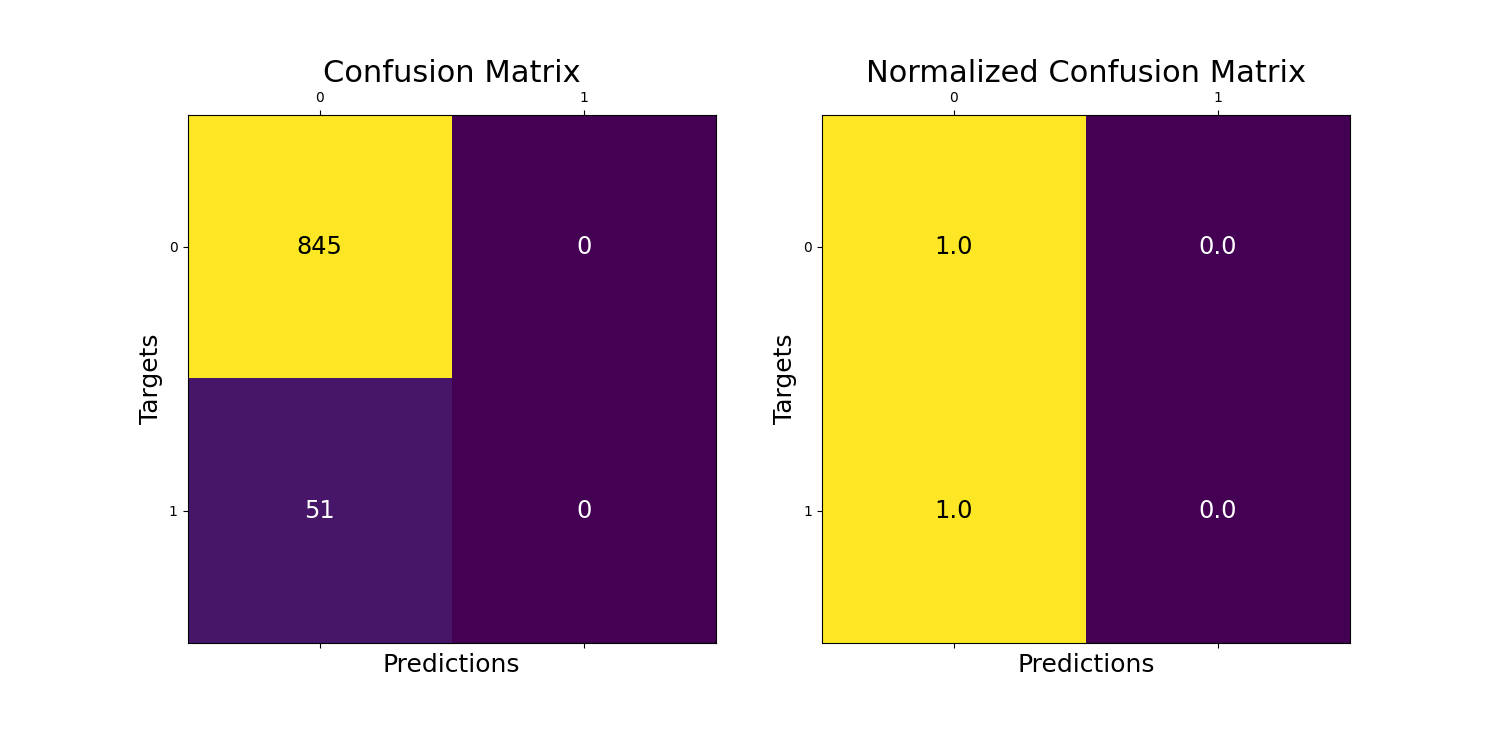 Confusion Matrix
0 1
0 845 0
Targets
1 51 0
Predictions
Normalized Confusion Matrix
0 1
0 1.0 0.0
Targets
1 1.0 0.0
Predictions